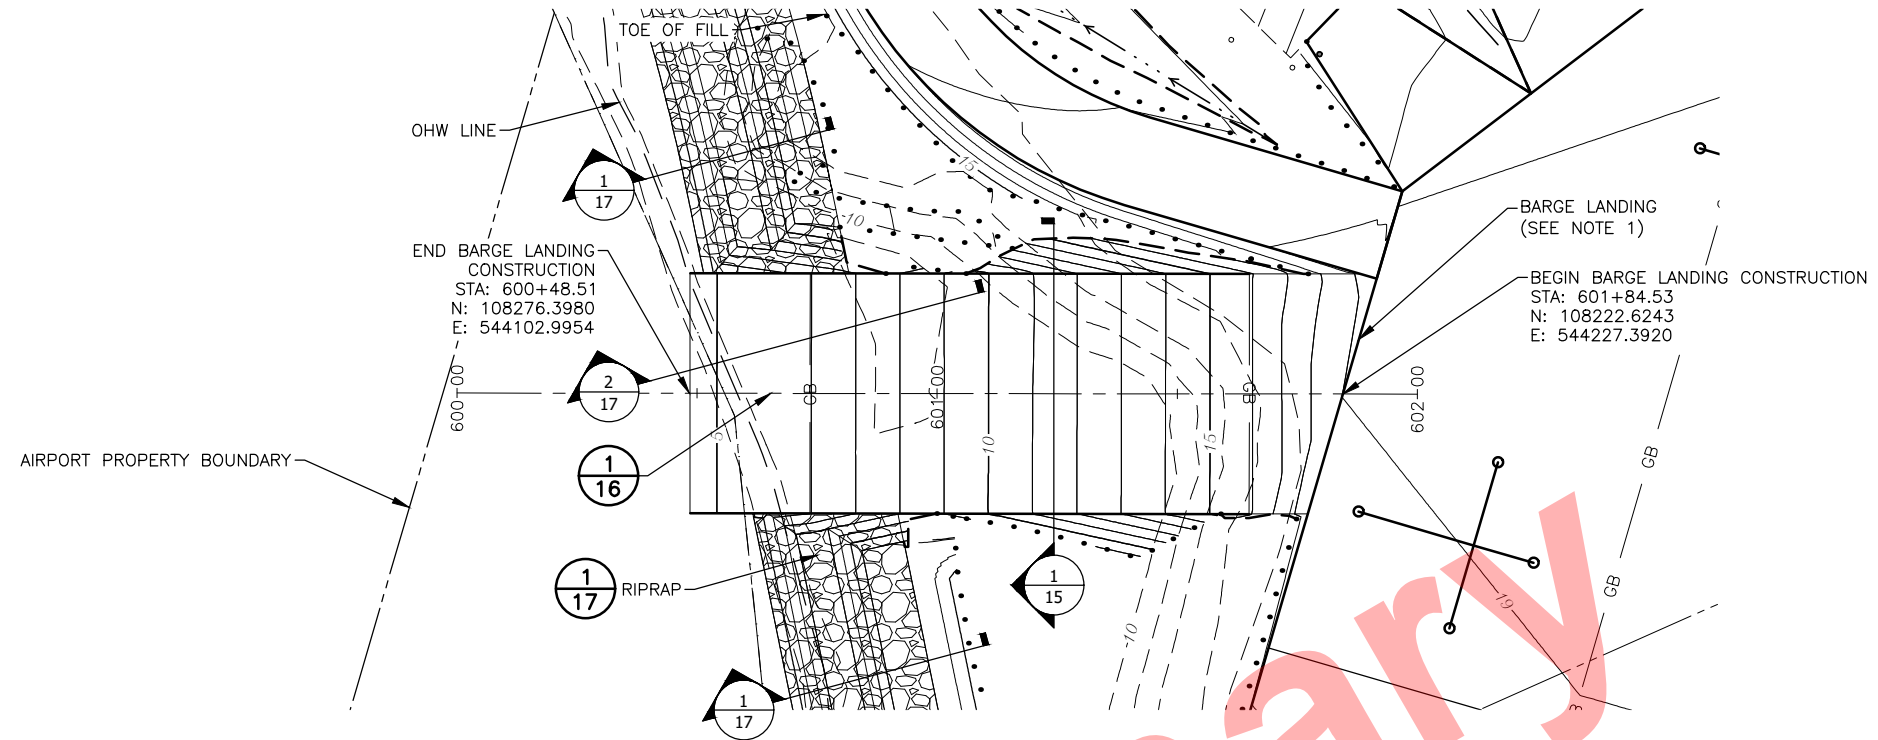 TOE OF FILL
OHW LINE
1
17
15
-10
END BARGE LANDING
CONSTRUCTION
STA: 600+48.51
N: 108276.3980
E: 544102.9954
BARGE LANDING
(SEE NOTE 1)
BEGIN BARGE LANDING CONSTRUCTION
STA: 601+84.53
N: 108222.6243
E: 544227.3920
2
17
600+00
GB
601+00
GB
602+00
5
10
15
GB
AIRPORT PROPERTY BOUNDARY
1
16
1
17
RIPRAP
1
15
19
GB
-10
1
17
ary